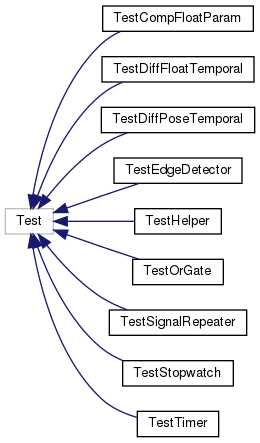 TestCompFloatParam
TestDiffFloatTemporal
TestDiffPoseTemporal
TestEdgeDetector
Test
TestHelper
TestOrGate
TestSignalRepeater
TestStopwatch
TestTimer